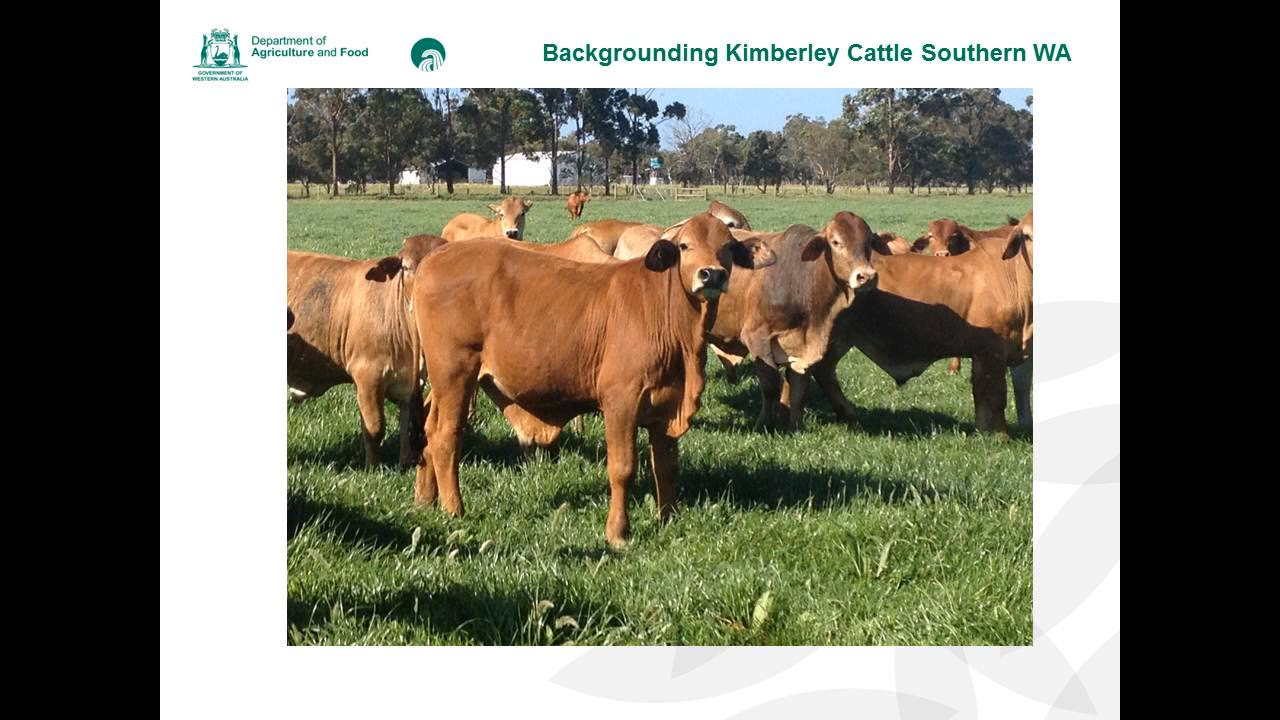 Department of
Agriculture and Food
GOVERNMENT OF
WESTERN AUSTRALIA
Backgrounding Kimberley Cattle Southern WA